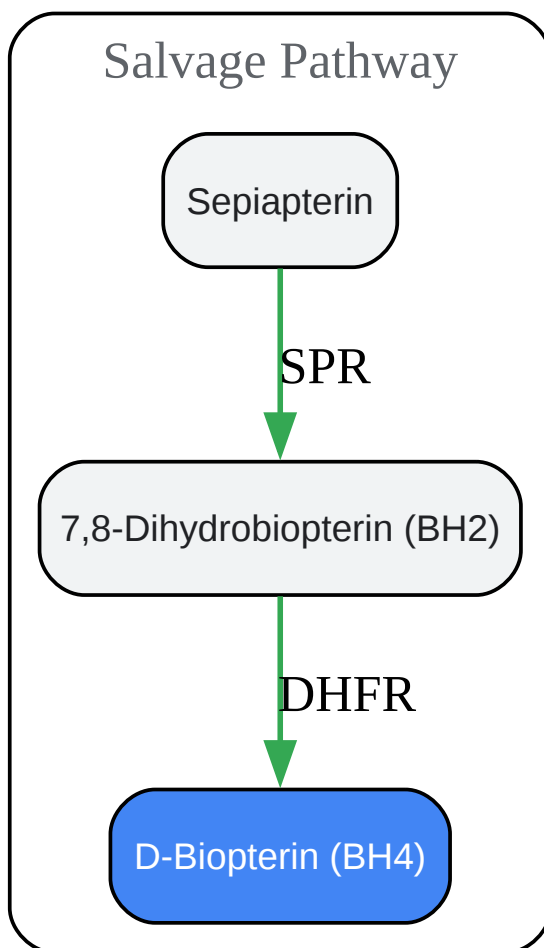 Salvage Pathway
Sepiapterin
SPR
7,8-Dihydrobiopterin (BH2)
DHFR
D-Biopterin (BH4)